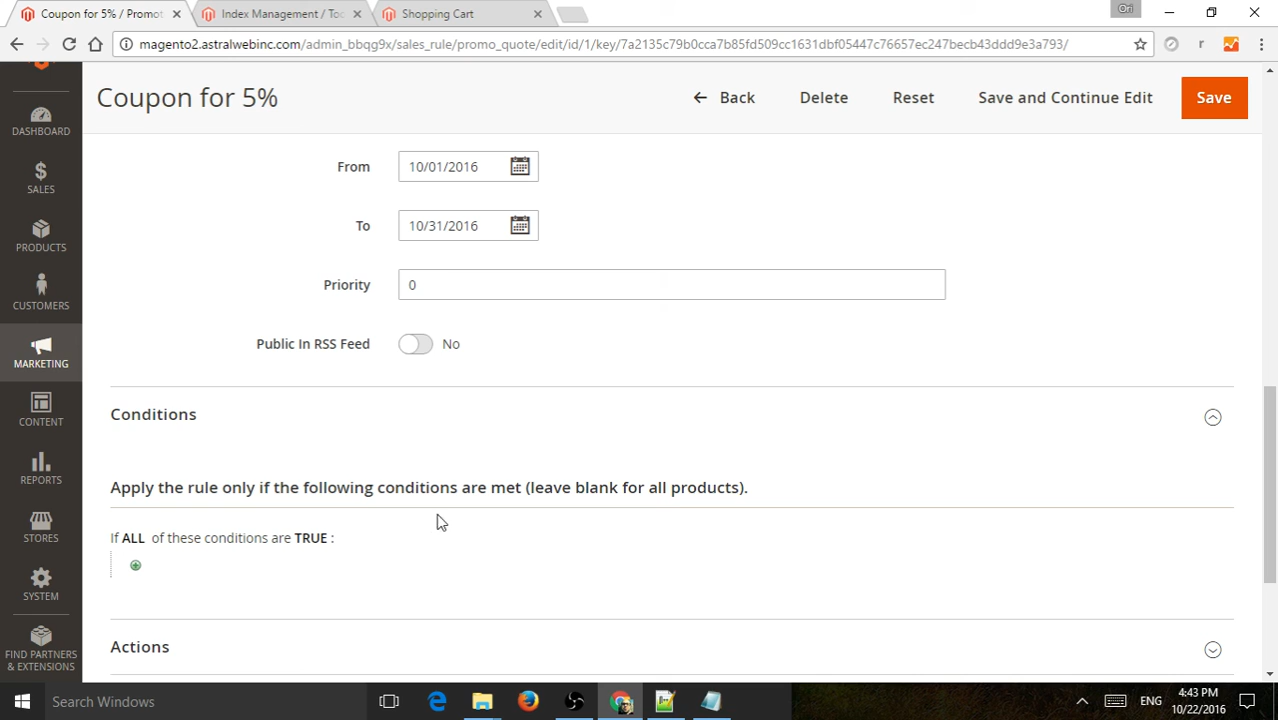 Coupon for 5% / Promot
Index Management / Too
Shopping Cart
Ori
magento2.astralwebinc.com/admin_bbqg9x/sales_rule/promo_quote/edit/id/1/key/7a2135c79b0cca7b85fd509cc1631dbf05447c76657ec247becb43ddd9e3a793/
r
Coupon for 5%
Back
Delete
Reset
Save and Continue Edit
Save
DASHBOARD
SALES
PRODUCTS
CUSTOMERS
MARKETING
CONTENT
REPORTS
STORES
SYSTEM
FIND PARTNERS
& EXTENSIONS
From
10/01/2016
To
10/31/2016
Priority
0
Public In RSS Feed
No
Conditions
Apply the rule only if the following conditions are met (leave blank for all products).
If ALL of these conditions are TRUE :
Actions
Search Windows
ENG
4:43 PM
10/22/2016